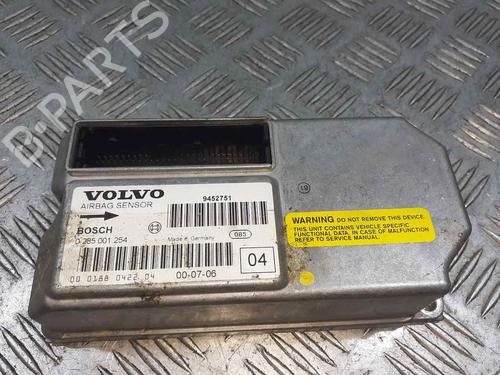 B-PARTS
VOLVO
AIRBAG SENSOR
9452751
BOSCH
0 285 001 254
Made in Germany
085
00 0188 0422 04
00-07-06
04
WARNING DO NOT REMOVE THIS DEVICE.
THIS UNIT CONTAINS VEHICLE SPECIFIC
FUNCTIONAL DATA. IN CASE OF MALFUNCTION
REFER TO SERVICE MANUAL.